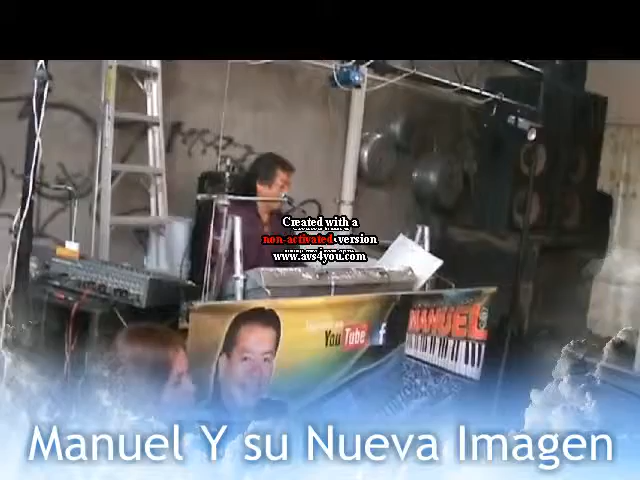 Created with a
non-activated version
www.avs4you.com
YouTube f
MANUEL
Manuel Y su Nueva Imagen